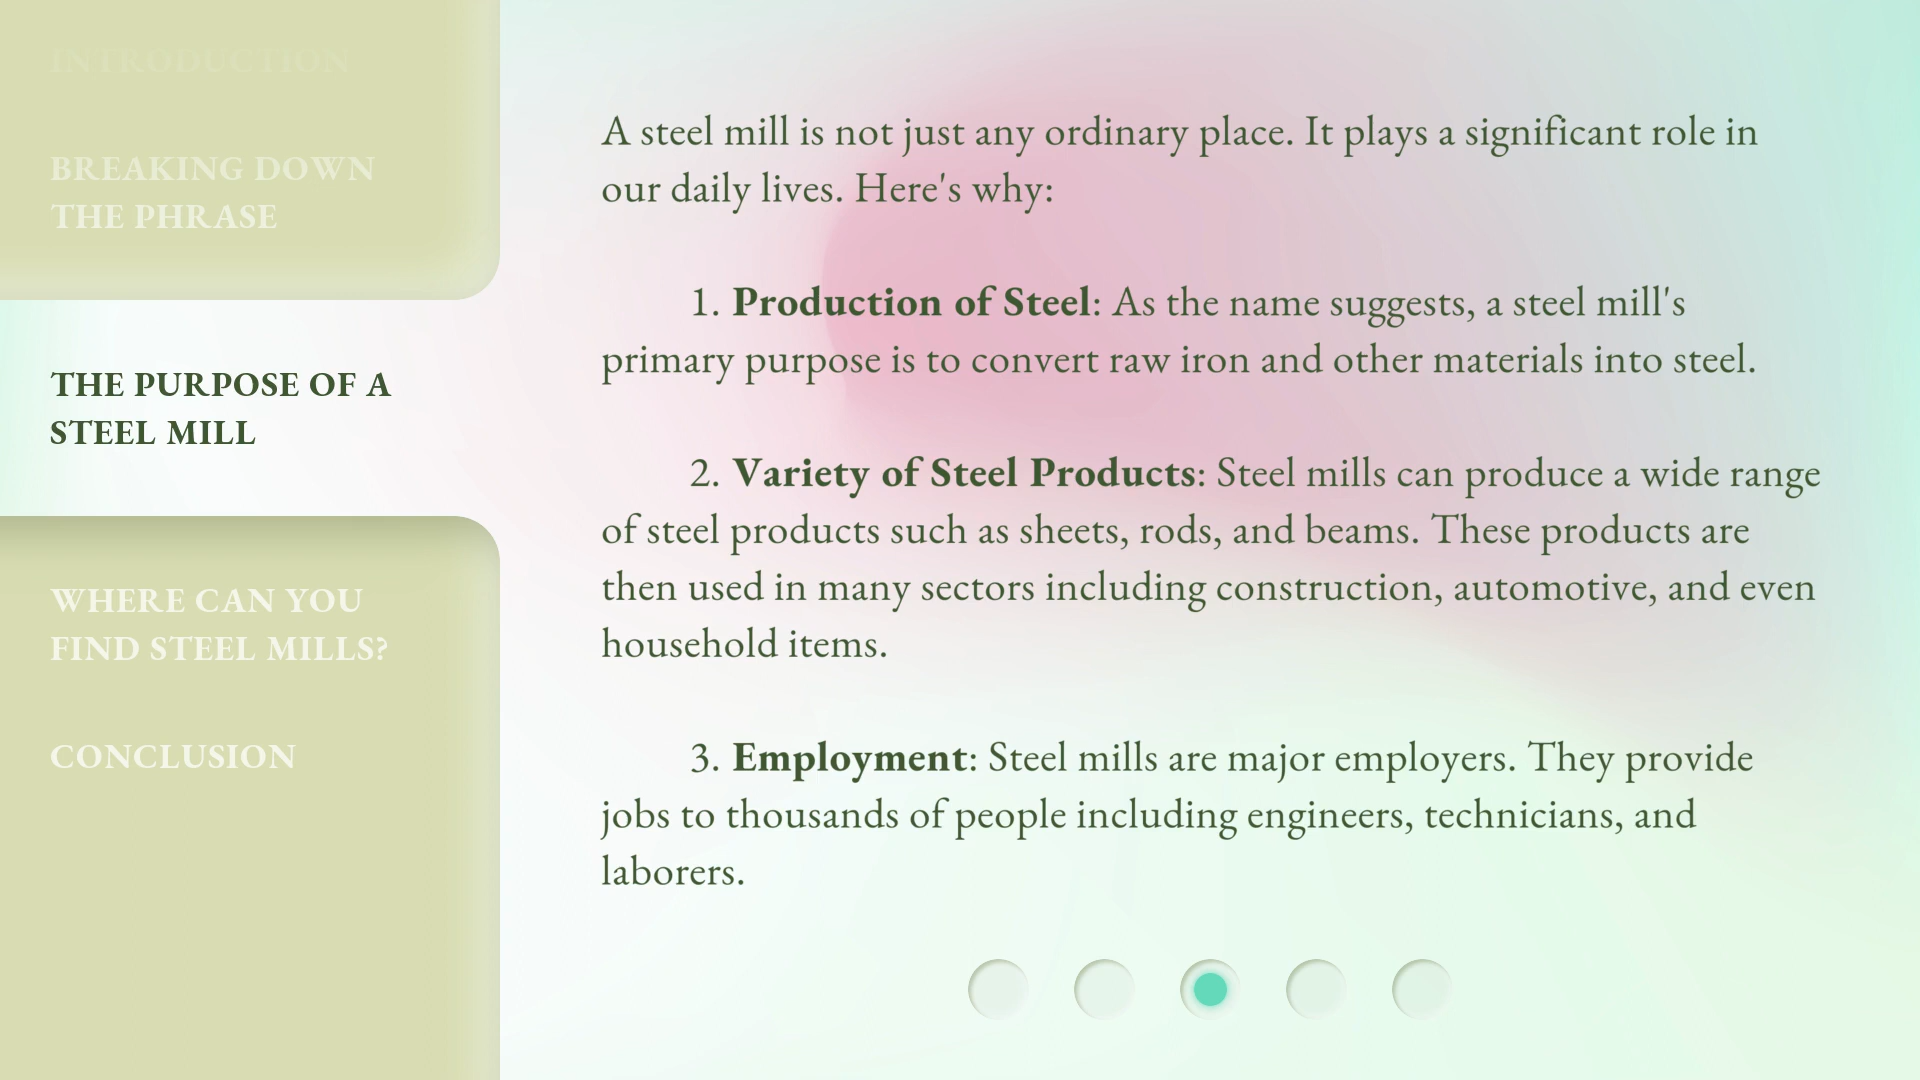 INTRODUCTION
BREAKING DOWN
THE PHRASE
THE PURPOSE OF A
STEEL MILL
WHERE CAN YOU
FIND STEEL MILLS?
CONCLUSION
A steel mill is not just any ordinary place. It plays a significant role in
our daily lives. Here's why:
1. Production of Steel: As the name suggests, a steel mill's
primary purpose is to convert raw iron and other materials into steel.
2. Variety of Steel Products: Steel mills can produce a wide range
of steel products such as sheets, rods, and beams. These products are
then used in many sectors including construction, automotive, and even
household items.
3. Employment: Steel mills are major employers. They provide
jobs to thousands of people including engineers, technicians, and
laborers.